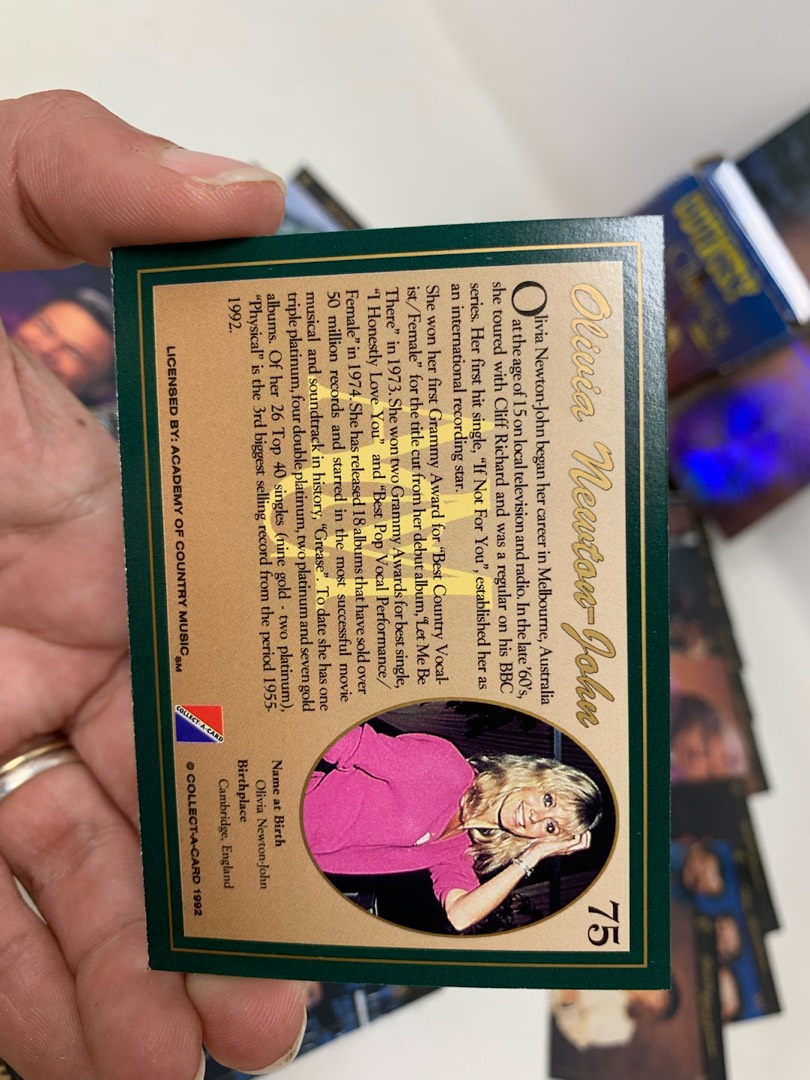 Olivia Newton-John
75
Olivia Newton-John began her career in Melbourne, Australia
at the age of 15 on local television and radio. In the late '60's,
she toured with Cliff Richard and was a regular on his BBC
series. Her first hit single, "If Not For You", established her as
an international recording star.
She won her first Grammy Award for "Best Country Vocal-
ist/Female" for the title cut from her debut album, "Let Me Be
There" in 1973. She won two Grammy Awards for best single,
"I Honestly Love You" and "Best Pop Vocal Performance/
Female" in 1974. She has released 18 albums that have sold over
50 million records and starred in the most successful movie
musical and soundtrack in history, "Grease". To date she has one
triple platinum, four double platinum, two platinum and seven gold
albums. Of her 26 Top 40 singles (nine gold - two platinum),
"Physical" is the 3rd biggest selling record from the period 1955-
1992.
Name at Birth
Olivia Newton-John
Birthplace
Cambridge, England
LICENSED BY: ACADEMY OF COUNTRY MUSIC SM
COLLECT-A-CARD
© COLLECT-A-CARD 1992